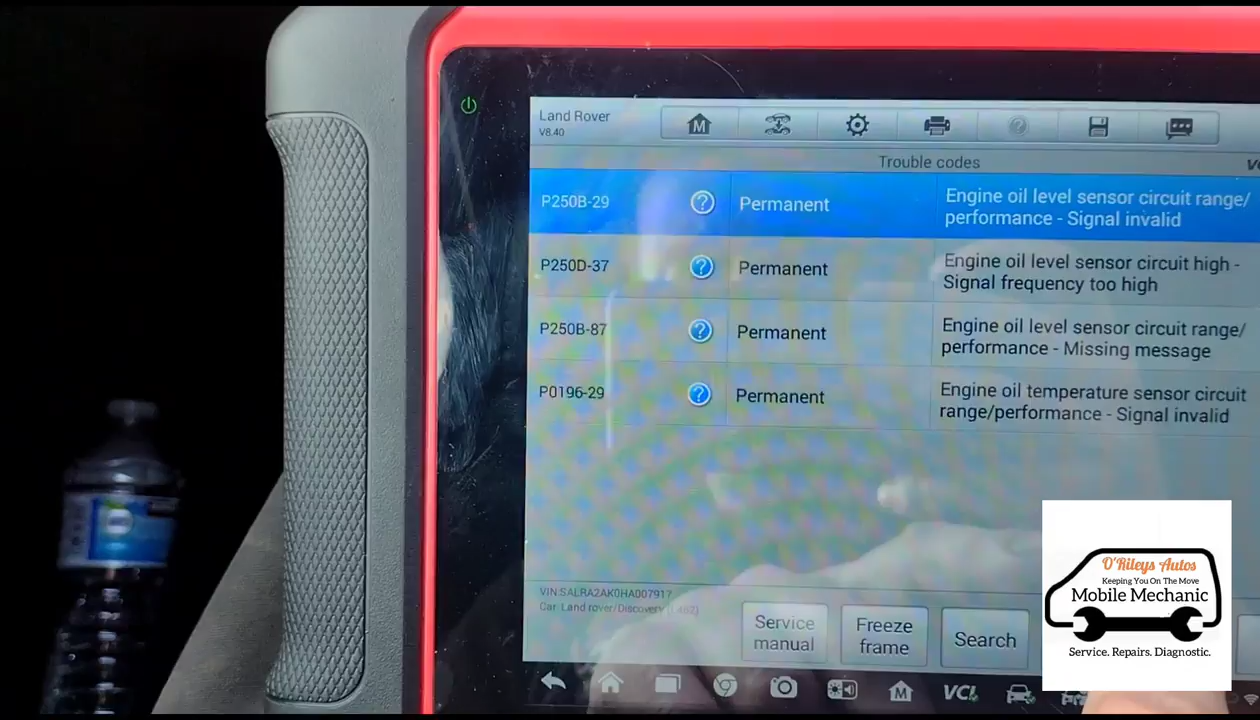 Land Rover
V8.40
M
?
Trouble codes
P250B-29
?
Permanent
Engine oil level sensor circuit range/
performance - Signal invalid
P250D-37
?
Permanent
Engine oil level sensor circuit high -
Signal frequency too high
P250B-87
?
Permanent
Engine oil level sensor circuit range/
performance - Missing message
P0196-29
?
Permanent
Engine oil temperature sensor circuit
range/performance - Signal invalid
VIN SALRA2AK0HA007917
Car: Land rover/Discovery
Service
manual
Freeze
frame
Search
M
VCI
O'Rileys Autos
Keeping You On The Move
Mobile Mechanic
Service. Repairs. Diagnostic.